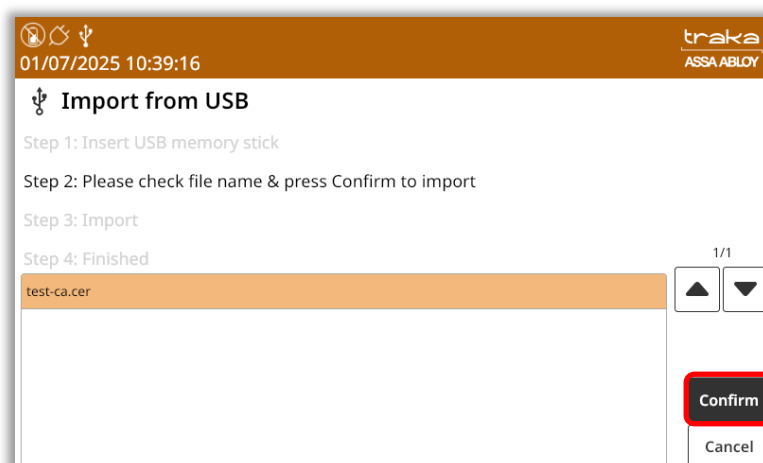 traka
01/07/2025 10:39:16
ASSA ABLOY
Import from USB
Step 1: Insert USB memory stick
Step 2: Please check file name & press Confirm to import
Step 3: Import
Step 4: Finished
1/1
test-ca.cer
Confirm
Cancel